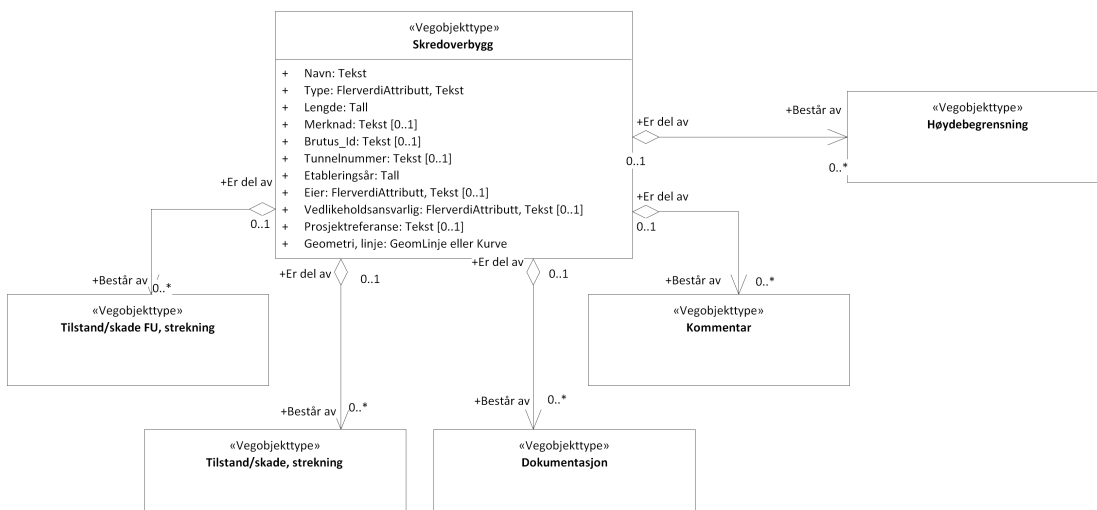 «Vegobjekttype»
Skredoverbygg
+ Navn: Tekst
+ Type: FlerverdiAttributt, Tekst
+ Lengde: Tall
+ Merknad: Tekst [0..1]
+ Brutus_Id: Tekst [0..1]
+ Tunnelnummer: Tekst [0..1]
+ Etableringsår: Tall
+ Eier: FlerverdiAttributt, Tekst [0..1]
+ Vedlikeholdsansvarlig: FlerverdiAttributt, Tekst [0..1]
+ Prosjektreferanse: Tekst [0..1]
+ Geometri, linje: GeomLinje eller Kurve
+Er del av
0..1
+Består av
0..*
«Vegobjekttype»
Høydebegrensning
+Er del av
0..1
+Består av
0..*
«Vegobjekttype»
Kommentar
+Er del av
0..1
+Består av
0..*
«Vegobjekttype»
Tilstand/skade FU, strekning
+Er del av
0..1
+Består av
0..*
«Vegobjekttype»
Tilstand/skade, strekning
+Er del av
0..1
+Består av
0..*
«Vegobjekttype»
Dokumentasjon